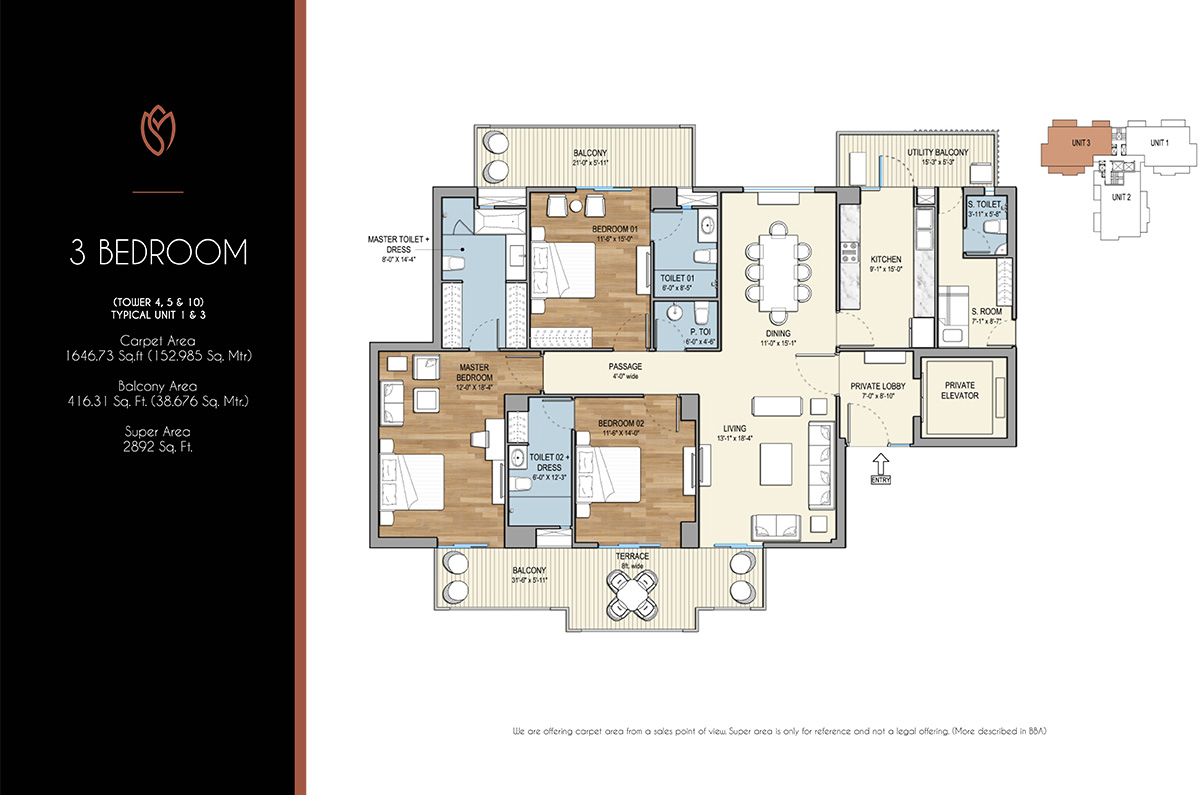 3 BEDROOM
(TOWER 4, 5 & 10)
TYPICAL UNIT 1 & 3
Carpet Area
1646.73 Sq.ft (152.985 Sq. Mtr)
Balcony Area
416.31 Sq. Ft. (38.676 Sq. Mtr.)
Super Area
2892 Sq. Ft.
BALCONY
21'-0" x 5'-11"
UTILITY BALCONY
15'-3" x 5'-3"
MASTER TOILET +
DRESS
8'-0" X 14'-4"
BEDROOM 01
11'-6" x 15'-0"
TOILET 01
6'-0" x 8'-5"
P. TOI
6'-0" x 4'-6"
DINING
11'-0" x 15'-1"
KITCHEN
9'-1" x 15'-0"
S. TOILET
3'-11" x 5'-8"
S. ROOM
7'-1" x 8'-7"
MASTER
BEDROOM
12'-0" X 18'-4"
PASSAGE
4'-0" wide
PRIVATE LOBBY
7'-0" x 8'-10"
PRIVATE
ELEVATOR
BEDROOM 02
11'-6" X 14'-0"
LIVING
13'-1" x 18'-4"
TOILET 02 +
DRESS
6'-0" X 12'-3"
ENTRY
BALCONY
31'-6" x 5'-11"
TERRACE
8ft. wide
UNIT 3
UNIT 1
UNIT 2
We are offering carpet area from a sales point of view. Super area is only for reference and not a legal offering. (More described in BBA)